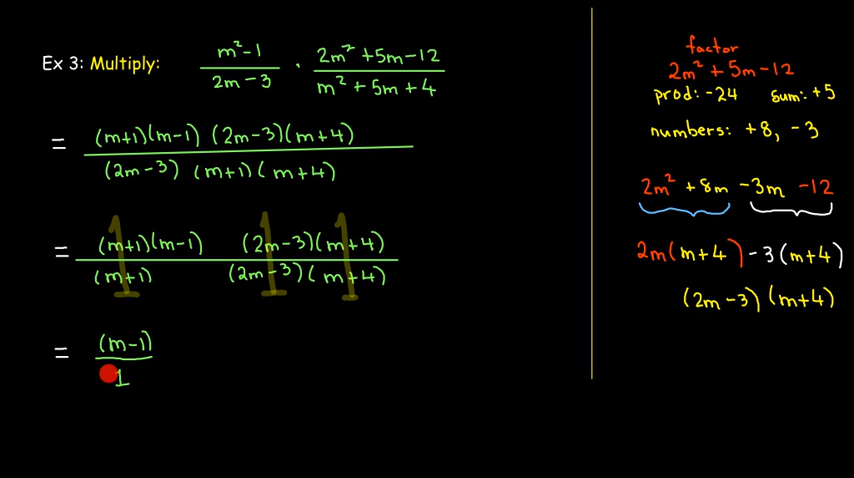 Ex 3: Multiply: m² - 1 / 2m - 3 · 2m² + 5m - 12 / m² + 5m + 4
= (m+1)(m-1) (2m-3)(m+4) / (2m-3) (m+1)(m+4)
= (m+1)(m-1) (2m-3)(m+4) / (m+1) (2m-3)(m+4)
1 1 1
= (m-1) / 1
factor
2m² + 5m - 12
prod: -24 sum: +5
numbers: +8, -3
2m² + 8m - 3m - 12
2m(m+4) - 3(m+4)
(2m-3)(m+4)